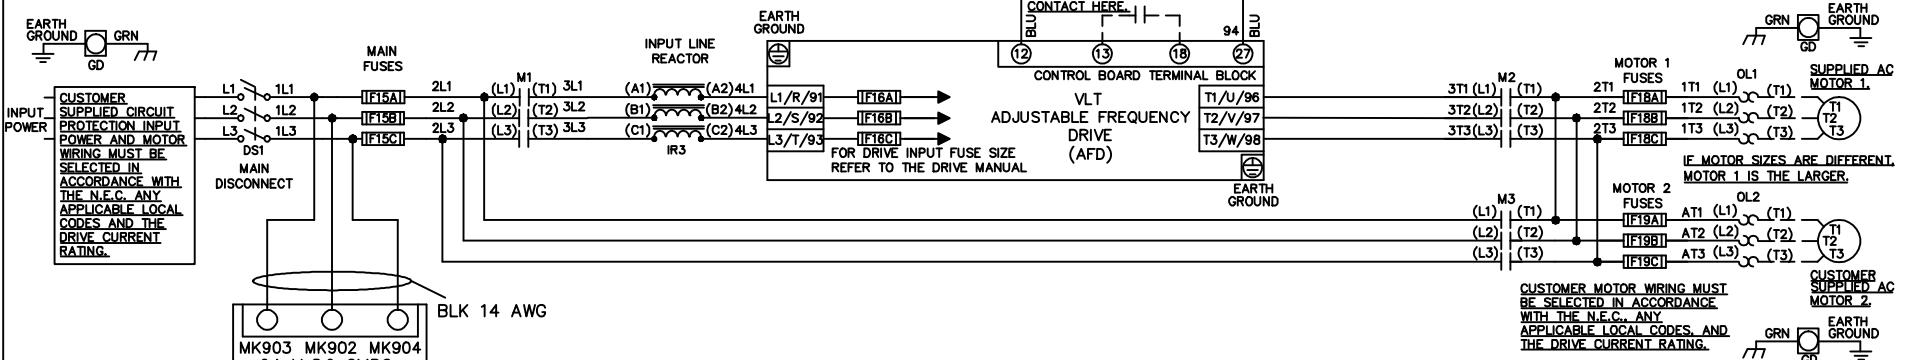 EARTH
GROUND
GRN
GD
INPUT
POWER
CUSTOMER
SUPPLIED CIRCUIT
PROTECTION INPUT
POWER AND MOTOR
WIRING MUST BE
SELECTED IN
ACCORDANCE WITH
THE N.E.C. ANY
APPLICABLE LOCAL
CODES AND THE
DRIVE CURRENT
RATING.
L1 1L1
L2 1L2
L3 1L3
DS1
MAIN
DISCONNECT
MAIN
FUSES
F15A
F15B
F15C
2L1
2L2
2L3
M1
(L1) (T1) 3L1
(L2) (T2) 3L2
(L3) (T3) 3L3
INPUT LINE
REACTOR
(A1) (A2) 4L1
(B1) (B2) 4L2
(C1) (C2) 4L3
IR3
BLK 14 AWG
MK903 MK902 MK904
EARTH
GROUND
L1/R/91
L2/S/92
L3/T/93
F16A
F16B
F16C
FOR DRIVE INPUT FUSE SIZE
REFER TO THE DRIVE MANUAL
CONTACT HERE.
BLU
94 BLU
12 13 18 27
CONTROL BOARD TERMINAL BLOCK
VLT
ADJUSTABLE FREQUENCY
DRIVE
(AFD)
T1/U/96
T2/V/97
T3/W/98
EARTH
GROUND
M2
3T1 (L1) (T1)
3T2 (L2) (T2)
3T3 (L3) (T3)
M3
(L1) (T1)
(L2) (T2)
(L3) (T3)
MOTOR 1
FUSES
2T1 F18A 1T1 (L1) OL1 (T1)
2T2 F18B 1T2 (L2) (T2)
2T3 F18C 1T3 (L3) (T3)
T1
T2
T3
GRN
GD
EARTH
GROUND
SUPPLIED AC
MOTOR 1.
IF MOTOR SIZES ARE DIFFERENT,
MOTOR 1 IS THE LARGER.
MOTOR 2
FUSES
F19A AT1 (L1) OL2 (T1)
F19B AT2 (L2) (T2)
F19C AT3 (L3) (T3)
T1
T2
T3
CUSTOMER
SUPPLIED AC
MOTOR 2.
CUSTOMER MOTOR WIRING MUST
BE SELECTED IN ACCORDANCE
WITH THE N.E.C., ANY
APPLICABLE LOCAL CODES, AND
THE DRIVE CURRENT RATING.
GRN
GD
EARTH
GROUND